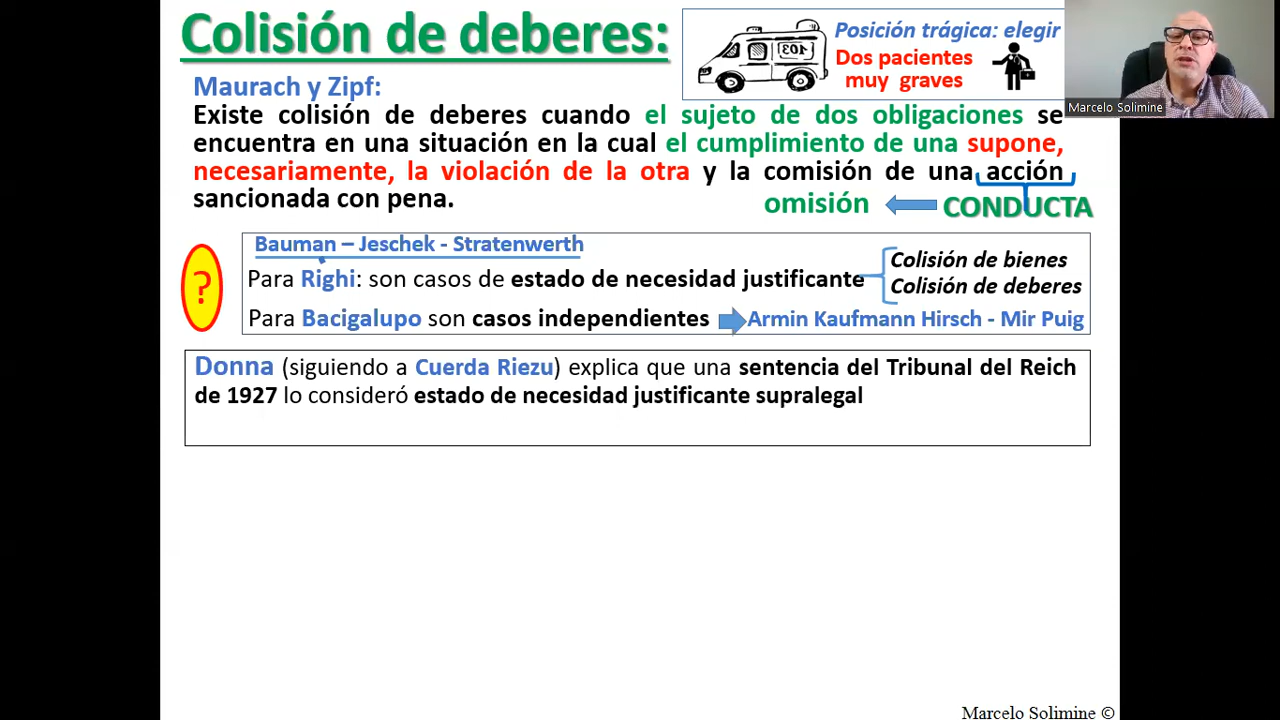 Colisión de deberes:
Posición trágica: elegir
Dos pacientes
muy graves
103
Marcelo Solimine
Maurach y Zipf:
Existe colisión de deberes cuando el sujeto de dos obligaciones se
encuentra en una situación en la cual el cumplimiento de una supone,
necesariamente, la violación de la otra y la comisión de una acción
sancionada con pena.
omisión
CONDUCTA
?
Bauman – Jeschek - Stratenwerth
Para Righi: son casos de estado de necesidad justificante
Colisión de bienes
Colisión de deberes
Para Bacigalupo son casos independientes
Armin Kaufmann Hirsch - Mir Puig
Donna (siguiendo a Cuerda Riezu) explica que una sentencia del Tribunal del Reich
de 1927 lo consideró estado de necesidad justificante supralegal
Marcelo Solimine ©